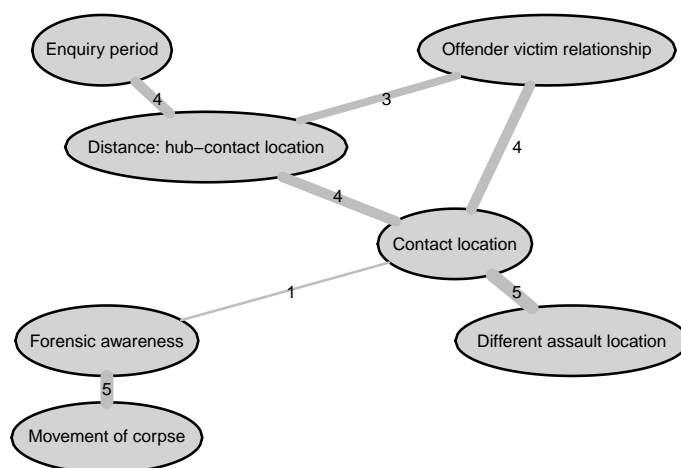 Enquiry period
Offender victim relationship
4
3
Distance: hub−contact location
4
4
Contact location
1
5
Forensic awareness
Different assault location
5
Movement of corpse